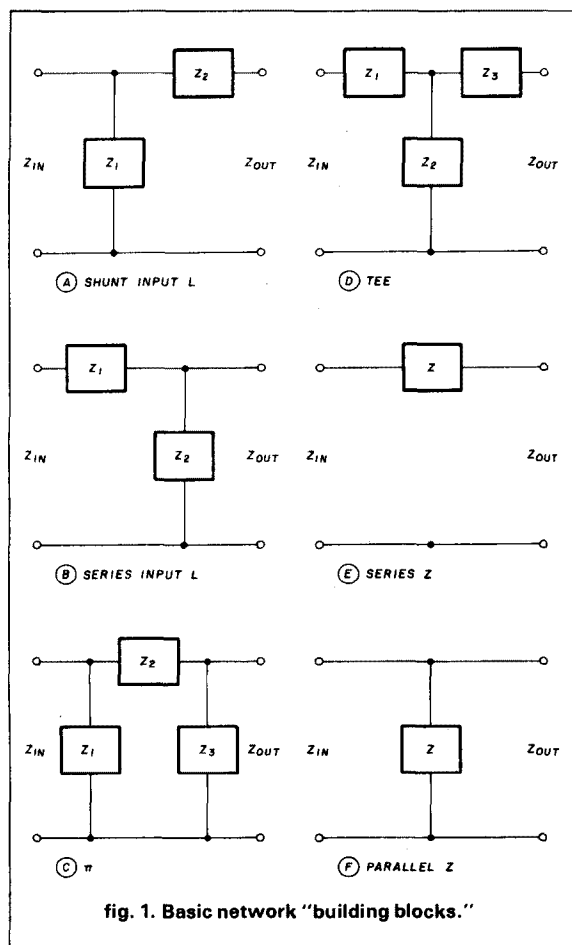 Z2
Z1
ZIN
ZOUT
A SHUNT INPUT L
Z1
Z3
Z2
ZIN
ZOUT
D TEE
Z1
Z2
ZIN
ZOUT
B SERIES INPUT L
Z
ZIN
ZOUT
E SERIES Z
Z2
Z1
Z3
ZIN
ZOUT
C π
Z
ZIN
ZOUT
F PARALLEL Z
fig. 1. Basic network "building blocks."